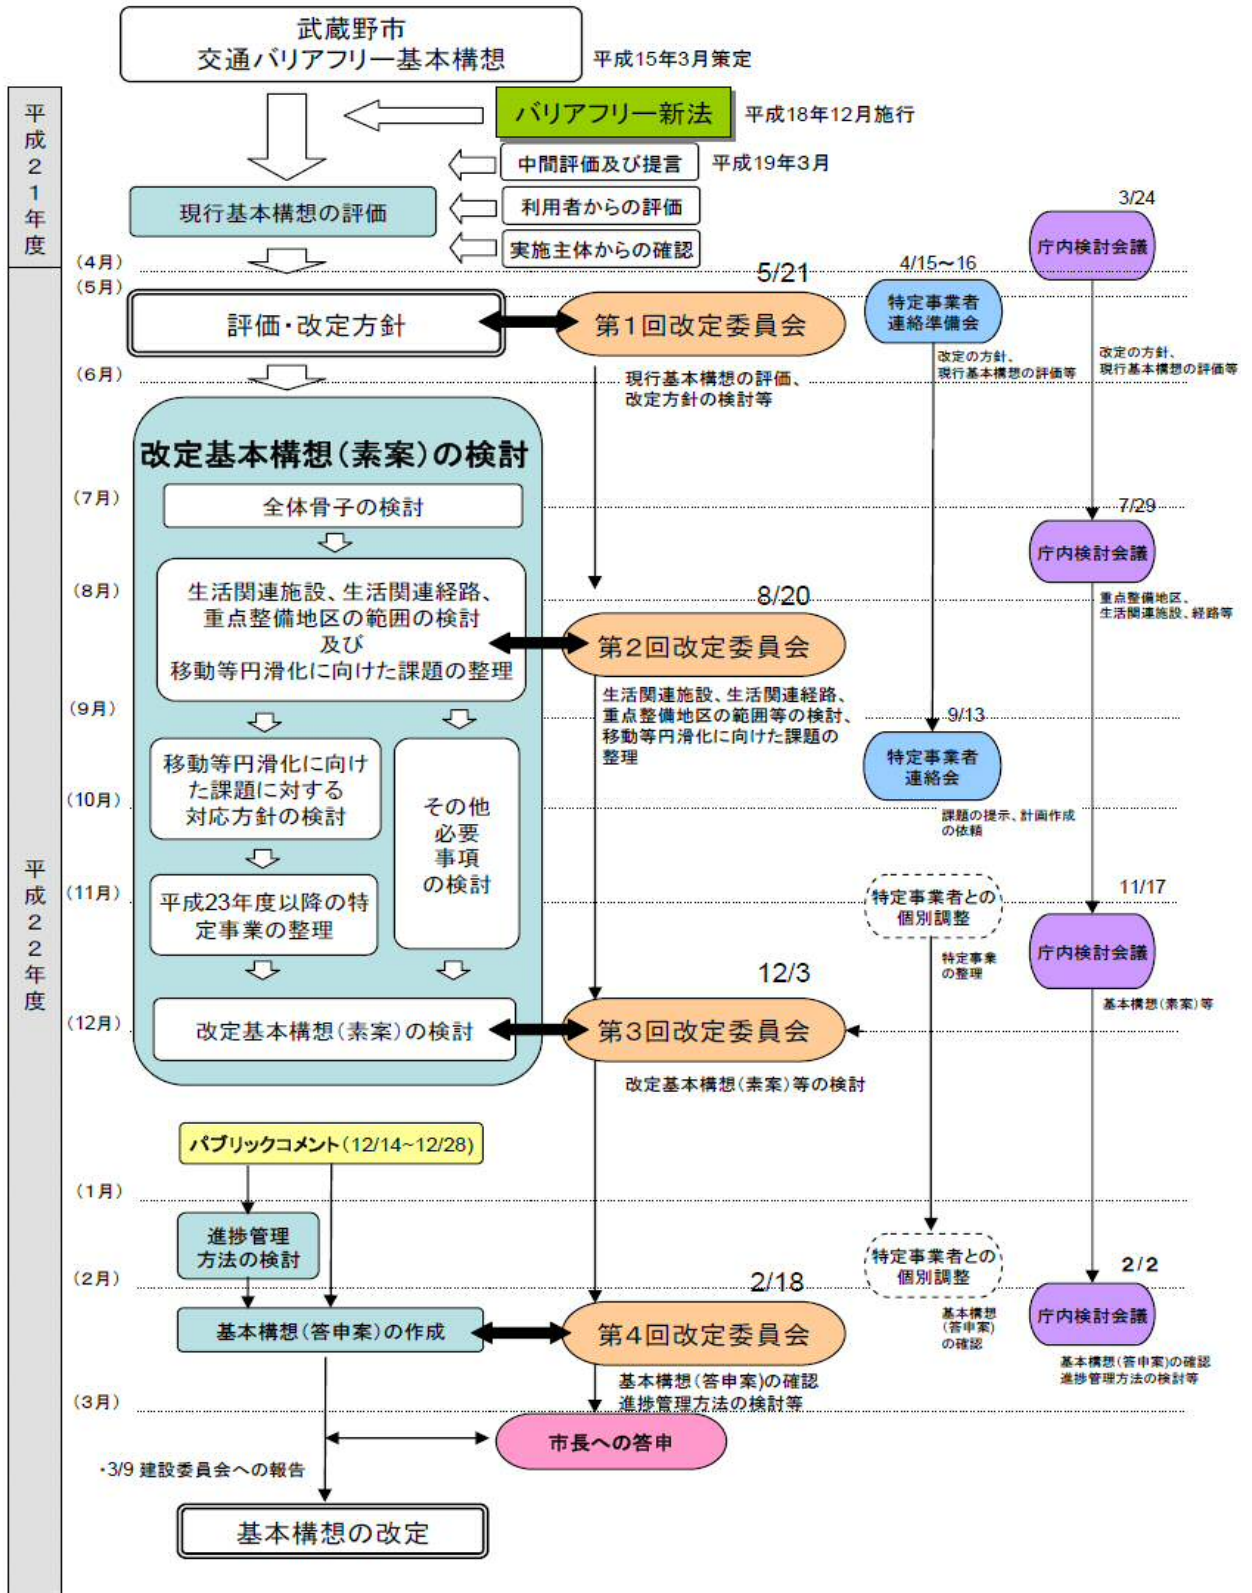 武蔵野市
交通バリアフリー基本構想
平成15年3月策定
平成21年度
バリアフリー新法
平成18年12月施行
中間評価及び提言
平成19年3月
現行基本構想の評価
利用者からの評価
実施主体からの確認
3/24
庁内検討会議
(4月)
(5月)
5/21
4/15～16
評価・改定方針
第1回改定委員会
特定事業者
連絡準備会
改定の方針、
現行基本構想の評価等
改定の方針、
現行基本構想の評価等
(6月)
現行基本構想の評価、
改定方針の検討等
改定基本構想(素案)の検討
(7月)
全体骨子の検討
7/29
庁内検討会議
(8月)
生活関連施設、生活関連経路、
重点整備地区の範囲の検討
及び
移動等円滑化に向けた課題の整理
8/20
第2回改定委員会
重点整備地区、
生活関連施設、経路等
生活関連施設、生活関連経路、
重点整備地区の範囲等の検討、
移動等円滑化に向けた課題の
整理
(9月)
9/13
特定事業者
連絡会
移動等円滑化に向け
た課題に対する
対応方針の検討
その他
必要
事項
の検討
(10月)
課題の提示、計画作成
の依頼
平成22年度
(11月)
平成23年度以降の特
定事業の整理
特定事業者との
個別調整
特定事業
の整理
11/17
庁内検討会議
基本構想(素案)等
12/3
(12月)
改定基本構想(素案)の検討
第3回改定委員会
改定基本構想(素案)等の検討
パブリックコメント(12/14~12/28)
(1月)
進捗管理
方法の検討
特定事業者との
個別調整
基本構想
(答申案)
の確認
(2月)
2/2
庁内検討会議
基本構想(答申案)の確認
進捗管理方法の検討等
2/18
基本構想(答申案)の作成
第4回改定委員会
基本構想(答申案)の確認
進捗管理方法の検討等
(3月)
市長への答申
・3/9 建設委員会への報告
基本構想の改定